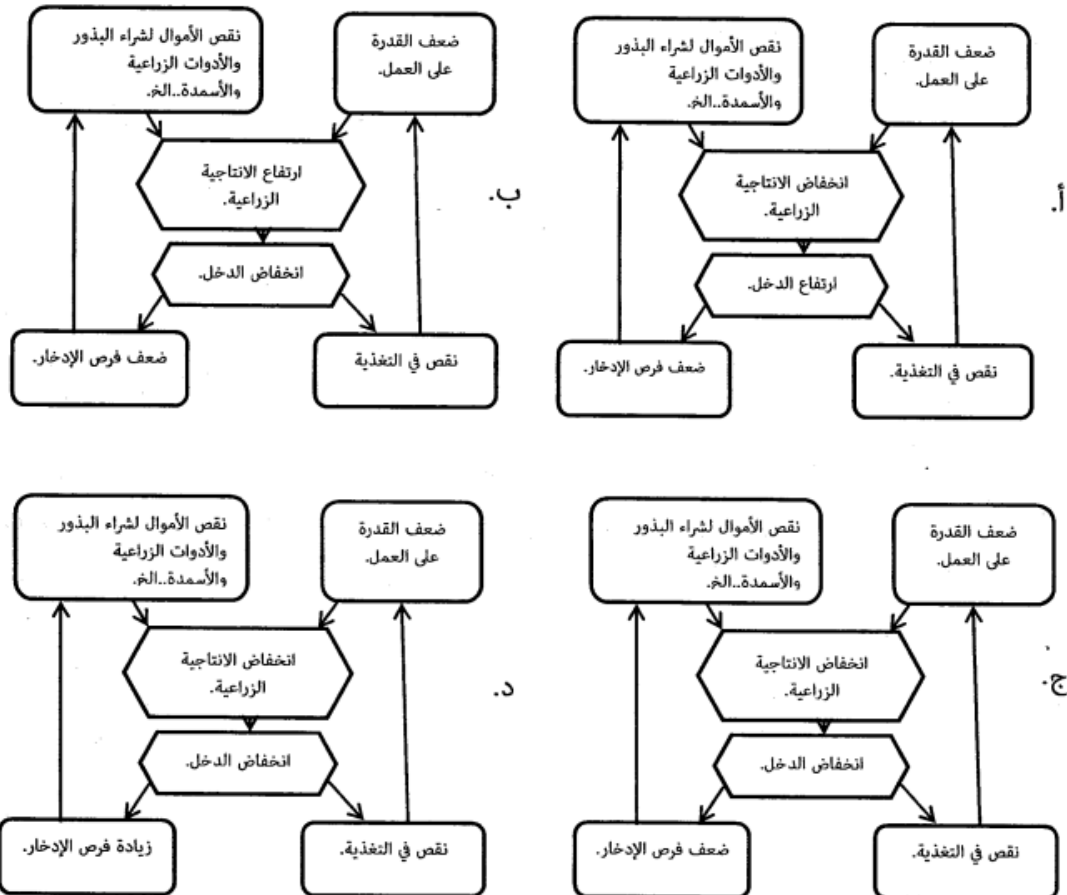 أ.
ضعف القدرة
على العمل.
نقص الأموال لشراء البذور
والأدوات الزراعية
والأسمدة..الخ.
انخفاض الانتاجية
الزراعية.
ارتفاع الدخل.
نقص في التغذية.
ضعف فرص الإدخار.
ب.
ضعف القدرة
على العمل.
نقص الأموال لشراء البذور
والأدوات الزراعية
والأسمدة..الخ.
ارتفاع الانتاجية
الزراعية.
انخفاض الدخل.
نقص في التغذية
ضعف فرص الإدخار.
ج.
ضعف القدرة
على العمل.
نقص الأموال لشراء البذور
والأدوات الزراعية
والأسمدة..الخ.
انخفاض الانتاجية
الزراعية.
انخفاض الدخل.
نقص في التغذية.
ضعف فرص الإدخار.
د.
ضعف القدرة
على العمل.
نقص الأموال لشراء البذور
والأدوات الزراعية
والأسمدة..الخ.
انخفاض الانتاجية
الزراعية.
انخفاض الدخل.
نقص في التغذية.
زيادة فرص الإدخار.